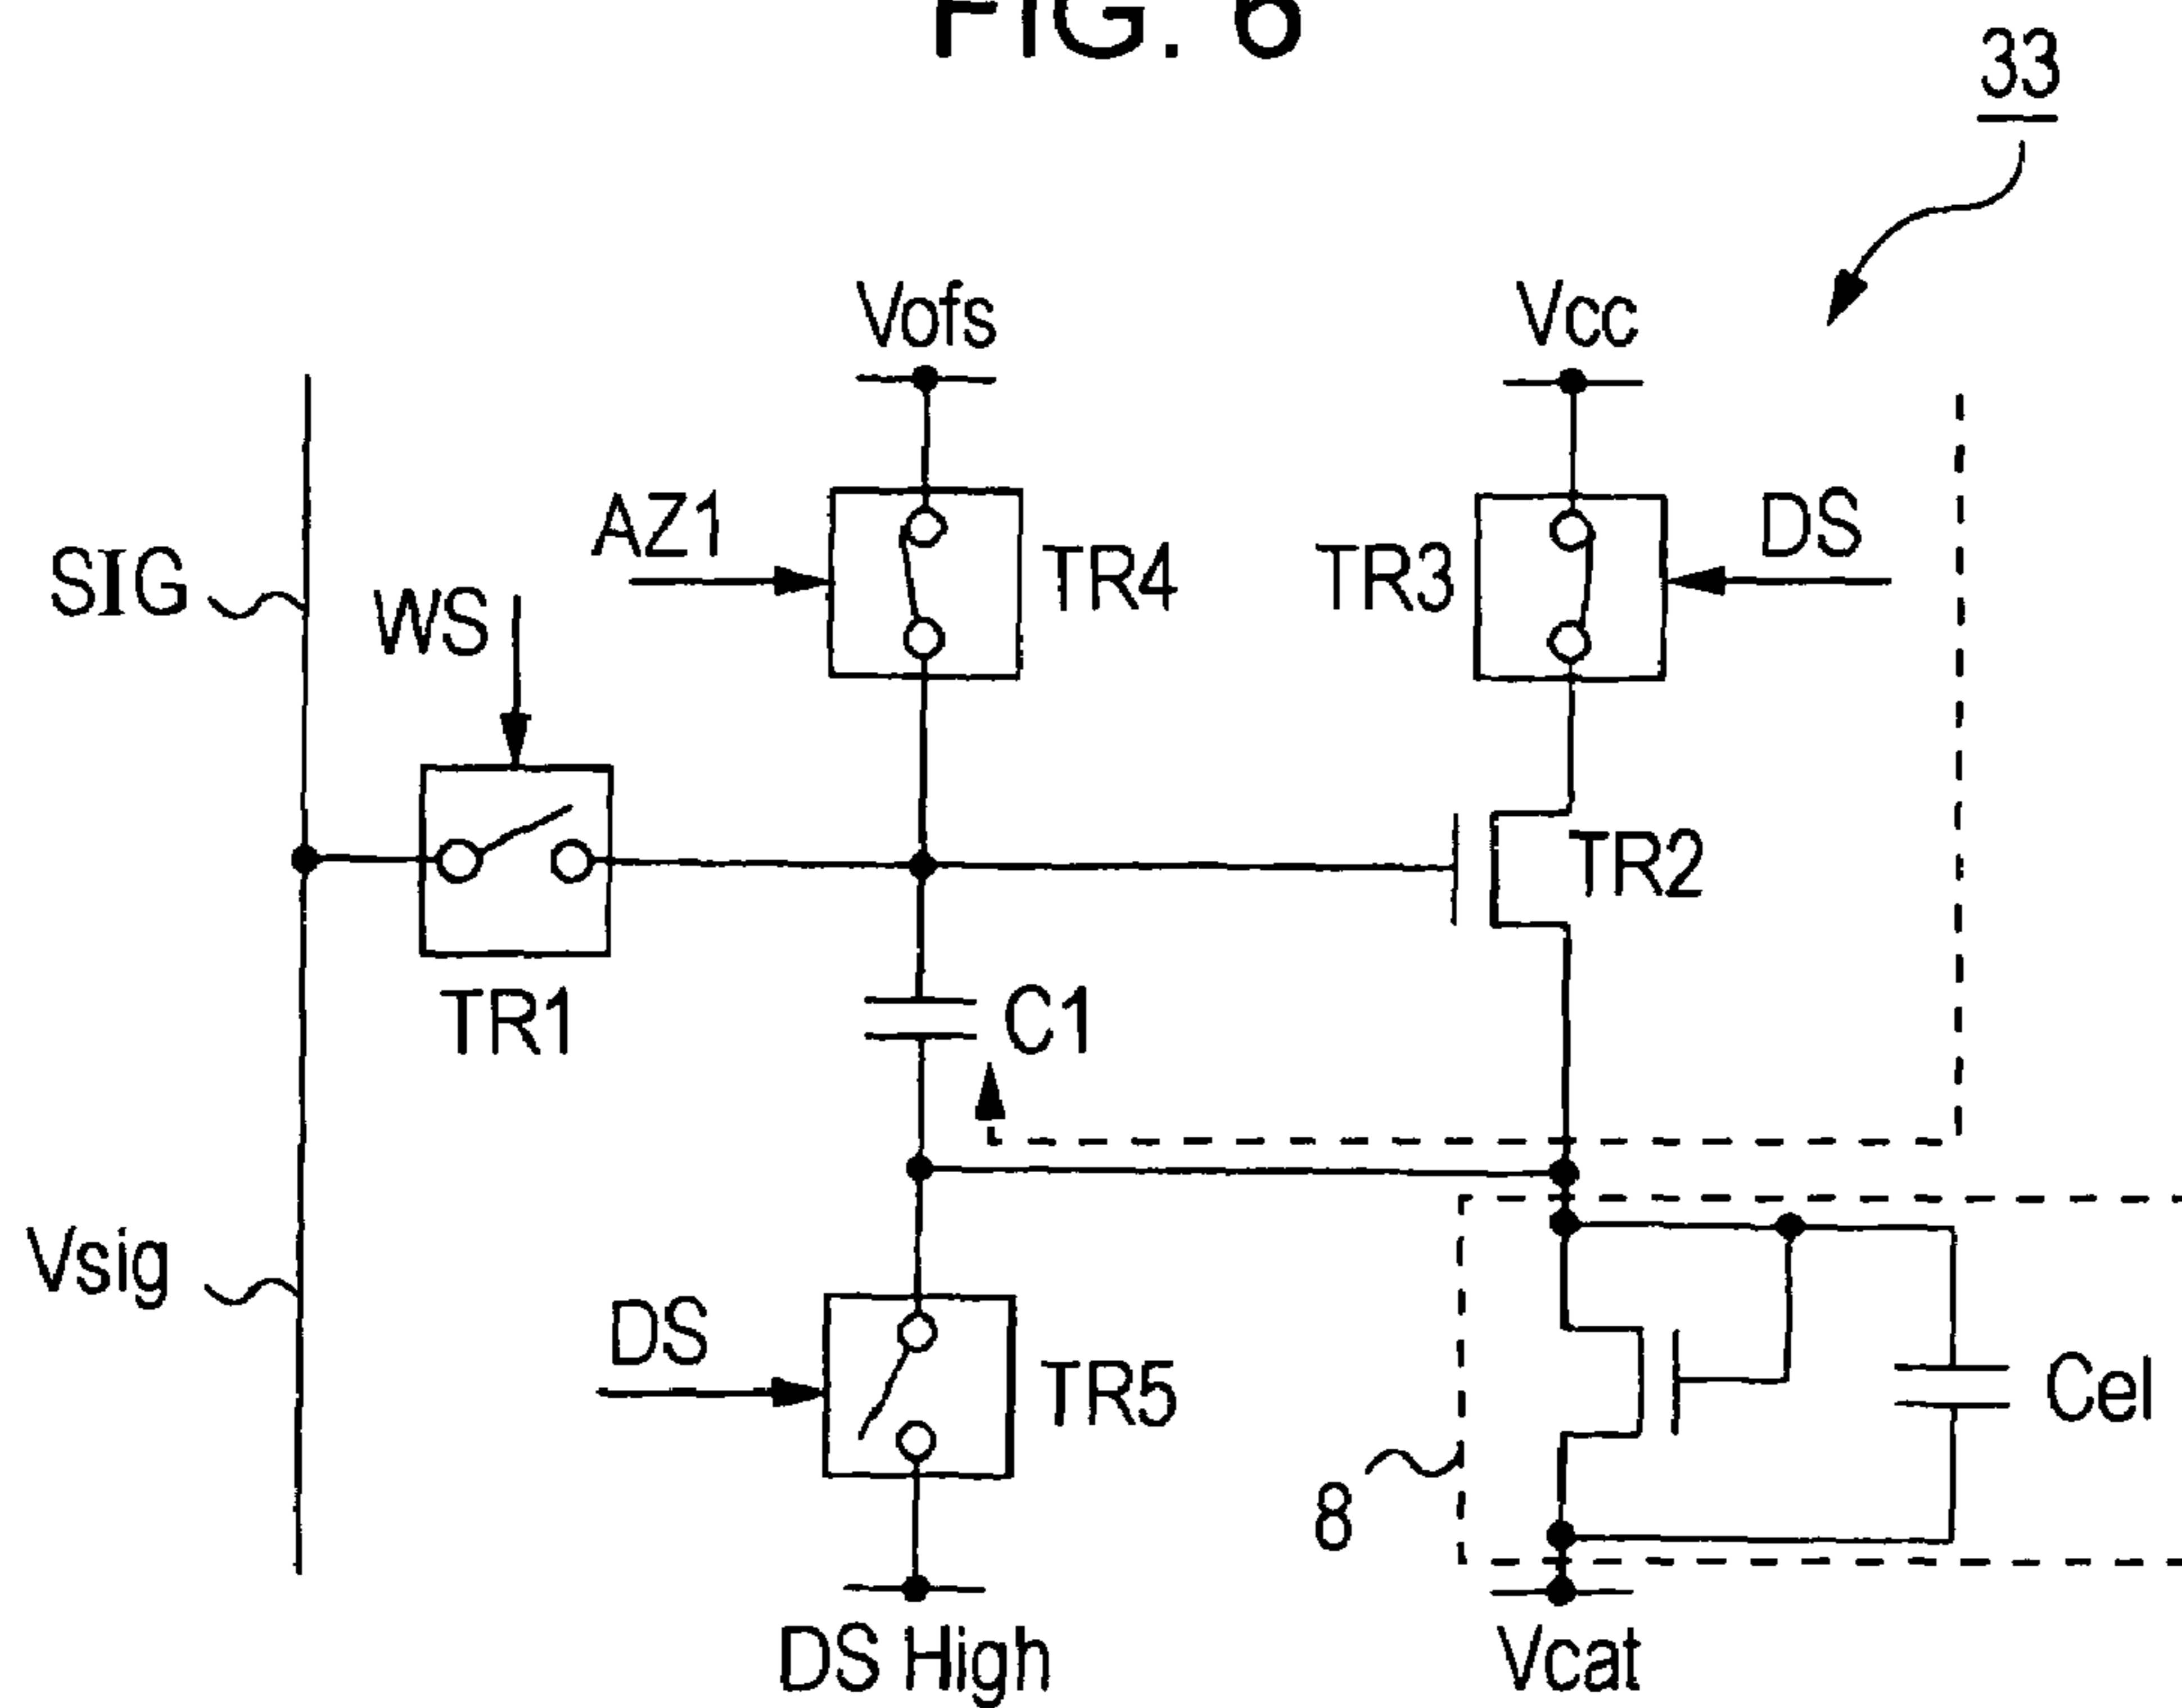 FIG. 6
33
Vofs
Vcc
AZ1
TR4
TR3
DS
SIG
WS
TR2
TR1
C1
Vsig
DS
TR5
Cel
8
DS High
Vcat